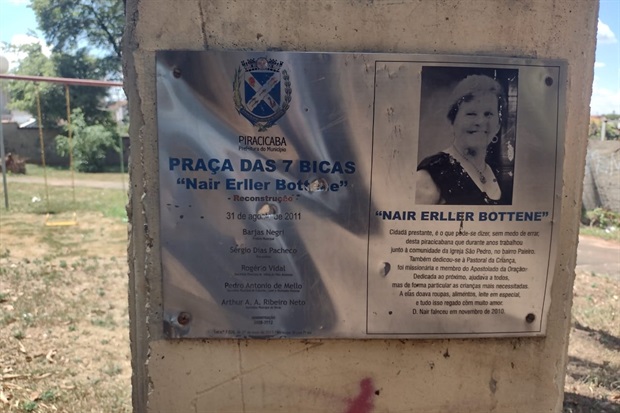 PIRACICABA
Prefeitura do Município
PRAÇA DAS 7 BICAS
“Nair Erller Bottene”
- Reconstrução -
31 de agosto de 2011
Barjas Negri
Sérgio Dias Pacheco
Rogério Vidal
Pedro Antonio de Mello
Arthur A. A. Ribeiro Neto
“NAIR ERLLER BOTTENE”
Cidadã prestante, é o que pode-se dizer, sem medo de errar,
desta piracicabana que durante anos trabalhou
junto à comunidade da Igreja São Pedro, no bairro Paleiro.
Também dedicou-se à Pastoral da Criança,
foi missionária e membro do Apostolado da Oração.
Dedicada ao próximo, ajudava a todos,
mas de forma particular as crianças mais necessitadas.
A elas doava roupas, alimentos, leite em especial,
e tudo isso regado com muito amor.
D. Nair faleceu em novembro de 2010.